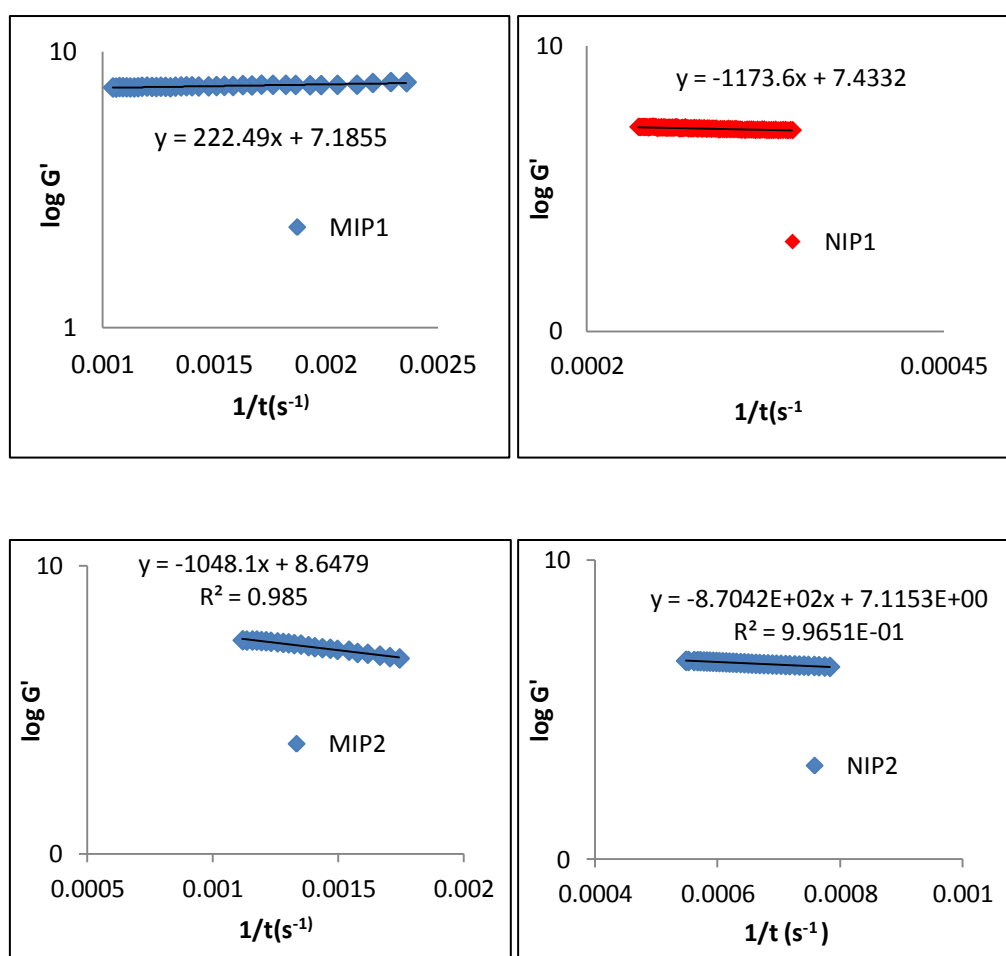 10
log G'
y = 222.49x + 7.1855
MIP1
1
0.001 0.0015 0.002 0.0025
1/t(s⁻¹)
10
log G'
y = -1173.6x + 7.4332
NIP1
0
0.0002 0.00045
1/t(s⁻¹
10
log G'
y = -1048.1x + 8.6479
R² = 0.985
MIP2
0
0.0005 0.001 0.0015 0.002
1/t(s⁻¹)
10
log G'
y = -8.7042E+02x + 7.1153E+00
R² = 9.9651E-01
NIP2
0
0.0004 0.0006 0.0008 0.001
1/t (s⁻¹ )